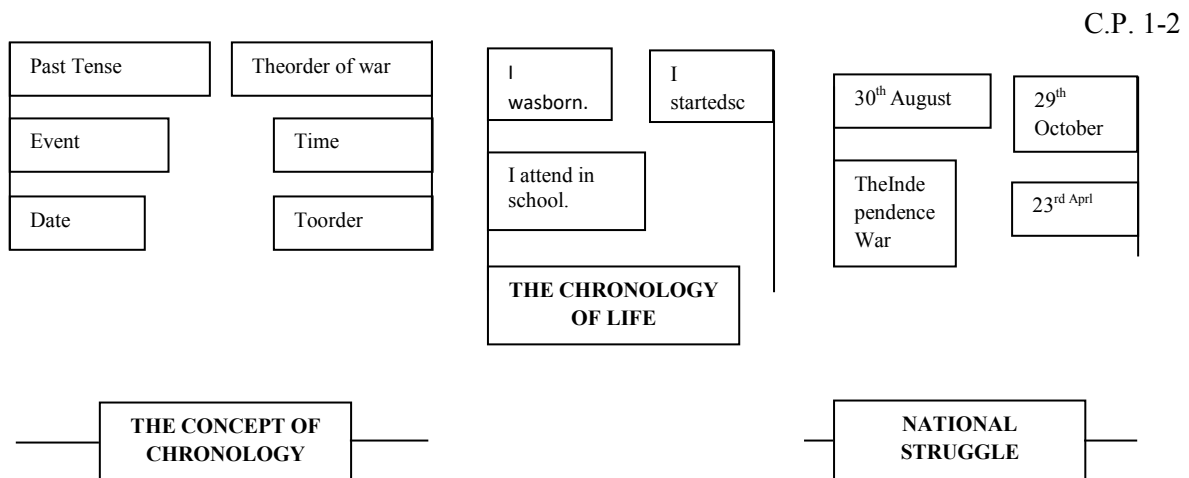 C.P. 1-2
Past Tense
Theorder of war
Event
Time
Date
Toorder
I
wasborn.
I
startedsc
I attend in
school.
THE CHRONOLOGY
OF LIFE
30th August
29th
October
TheInde
pendence
War
23rd Aprl
THE CONCEPT OF
CHRONOLOGY
NATIONAL
STRUGGLE